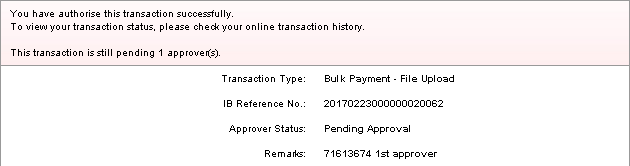 You have authorise this transaction successfully.
To view your transaction status, please check your online transaction history.
This transaction is still pending 1 approver(s).
Transaction Type: Bulk Payment - File Upload
IB Reference No.: 20170223000000020062
Approver Status: Pending Approval
Remarks: 71613674 1st approver